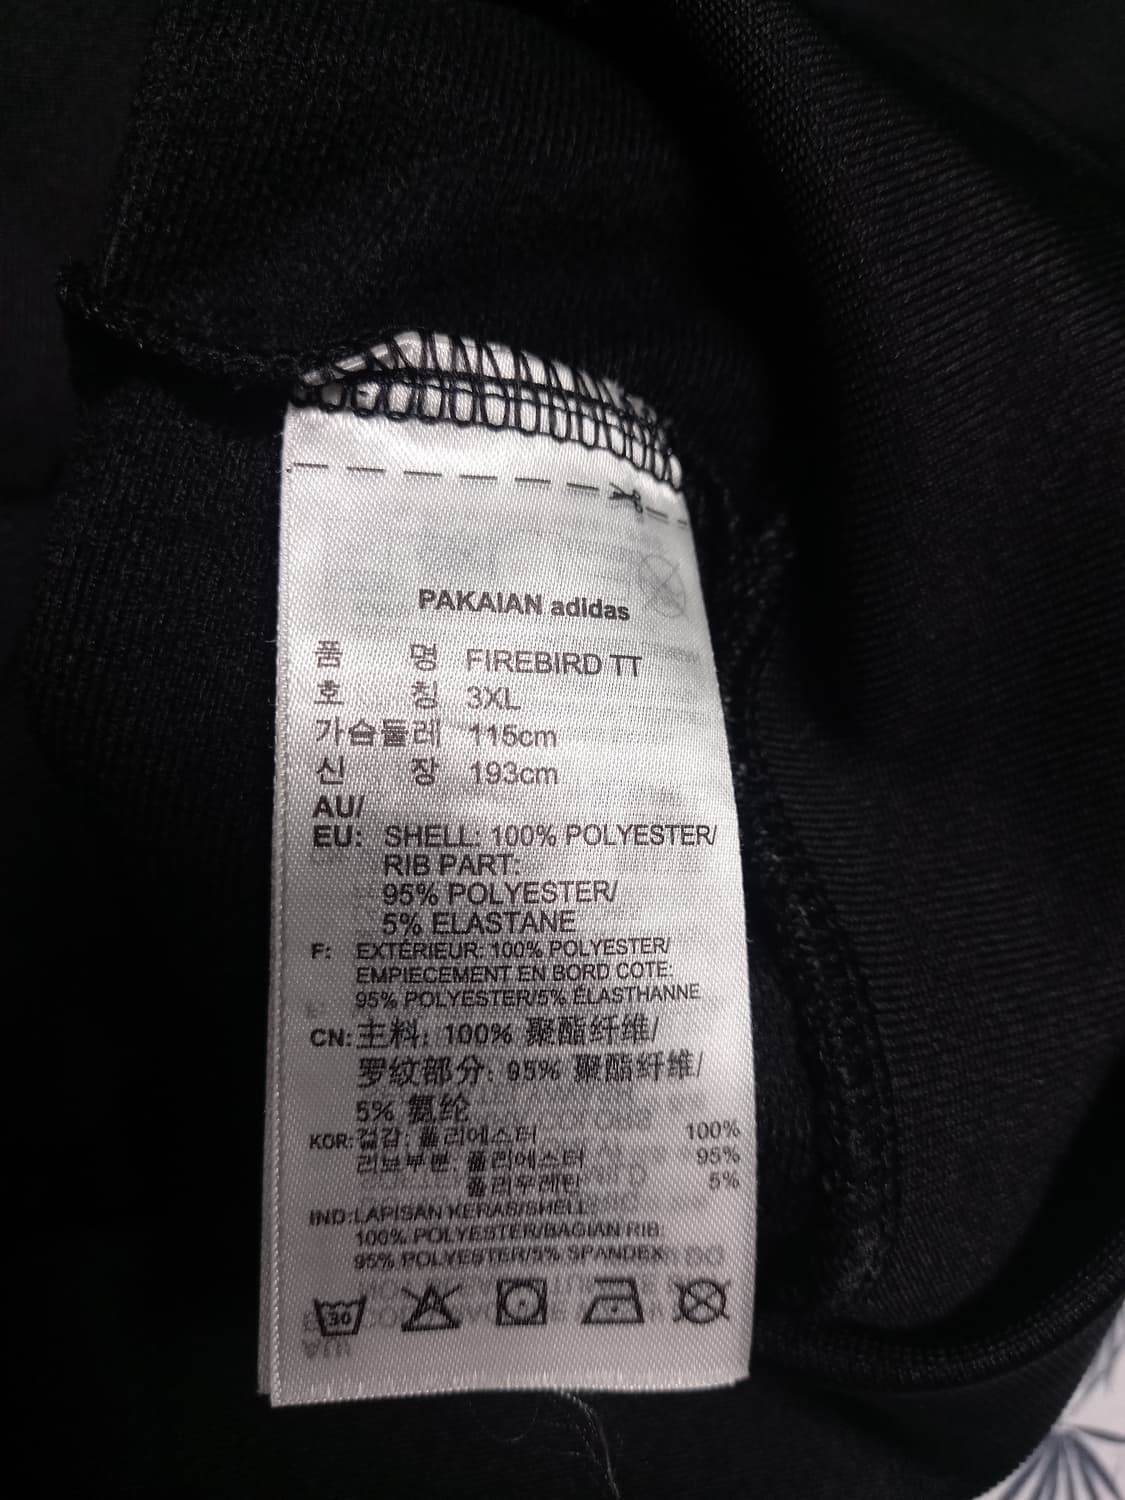 PAKAIAN adidas
품 명 FIREBIRD TT
호 칭 3XL
가슴둘레 115cm
신 장 193cm
AU/
EU: SHELL: 100% POLYESTER/
RIB PART:
95% POLYESTER/
5% ELASTANE
F: EXTÉRIEUR: 100% POLYESTER/
EMPIECEMENT EN BORD COTE:
95% POLYESTER/5% ÉLASTHANNE
CN: 主料: 100% 聚酯纤维/
罗纹部分: 95% 聚酯纤维/
5% 氨纶
KOR: 겉감: 폴리에스터 100%
리브부분: 폴리에스터 95%
폴리우레탄 5%
IND: LAPISAN KERAS/SHELL:
100% POLYESTER/BAGIAN RIB:
95% POLYESTER/5% SPANDEX
30